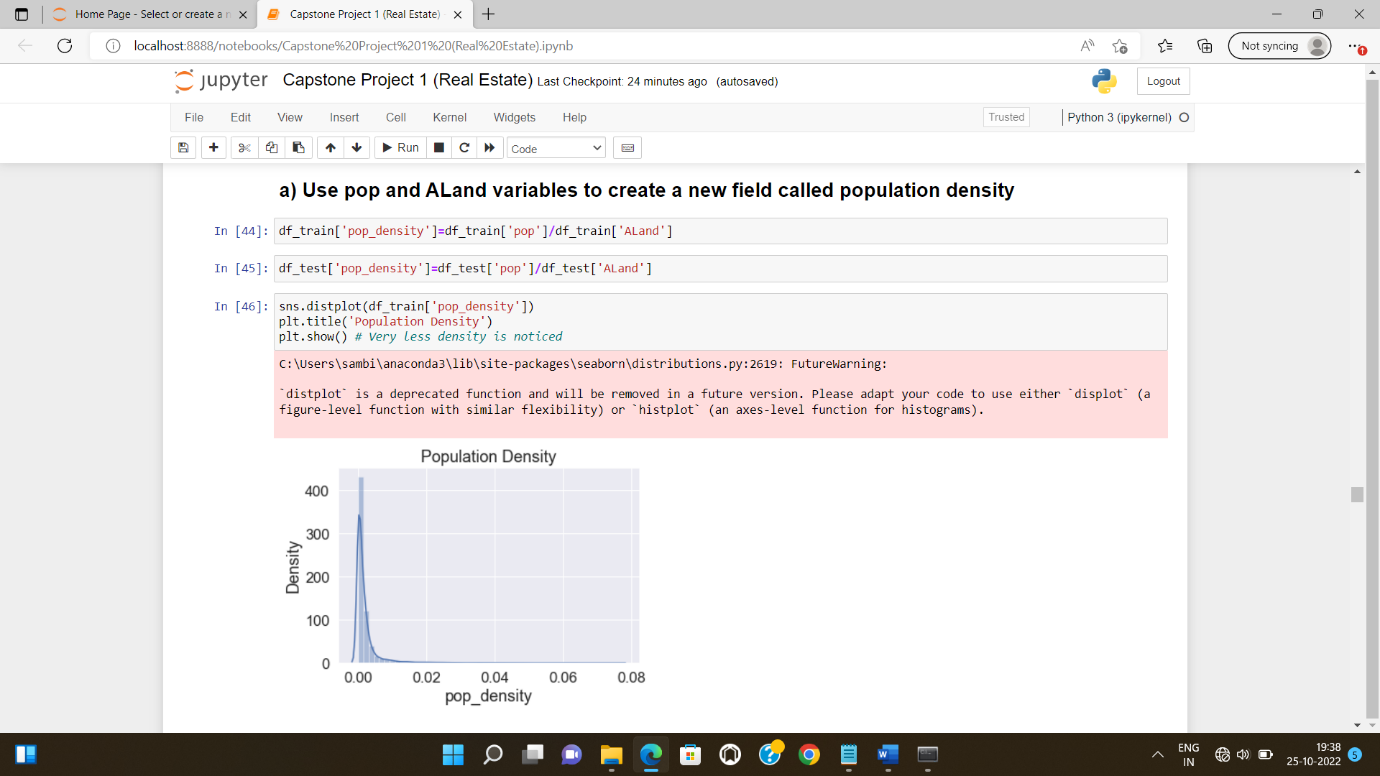 Home Page - Select or create a n
Capstone Project 1 (Real Estate)
localhost:8888/notebooks/Capstone%20Project%201%20(Real%20Estate).ipynb
Not syncing
jupyter Capstone Project 1 (Real Estate) Last Checkpoint: 24 minutes ago (autosaved)
Logout
File Edit View Insert Cell Kernel Widgets Help
Trusted
Python 3 (ipykernel)
Run
Code
a) Use pop and ALand variables to create a new field called population density
In [44]: df_train['pop_density']=df_train['pop']/df_train['ALand']
In [45]: df_test['pop_density']=df_test['pop']/df_test['ALand']
In [46]: sns.distplot(df_train['pop_density'])
plt.title('Population Density')
plt.show() # Very less density is noticed
C:\Users\sambi\anaconda3\lib\site-packages\seaborn\distributions.py:2619: FutureWarning:
`distplot` is a deprecated function and will be removed in a future version. Please adapt your code to use either `displot` (a
figure-level function with similar flexibility) or `histplot` (an axes-level function for histograms).
Population Density
400
300
200
100
0
Density
0.00 0.02 0.04 0.06 0.08
pop_density
ENG
IN
19:38
25-10-2022
5